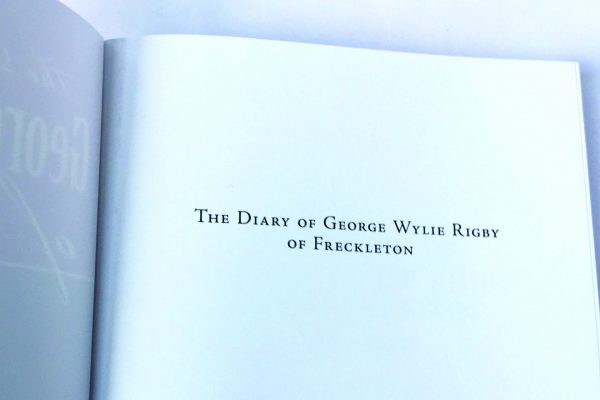 The Diary of George Wylie Rigby
of Freckleton